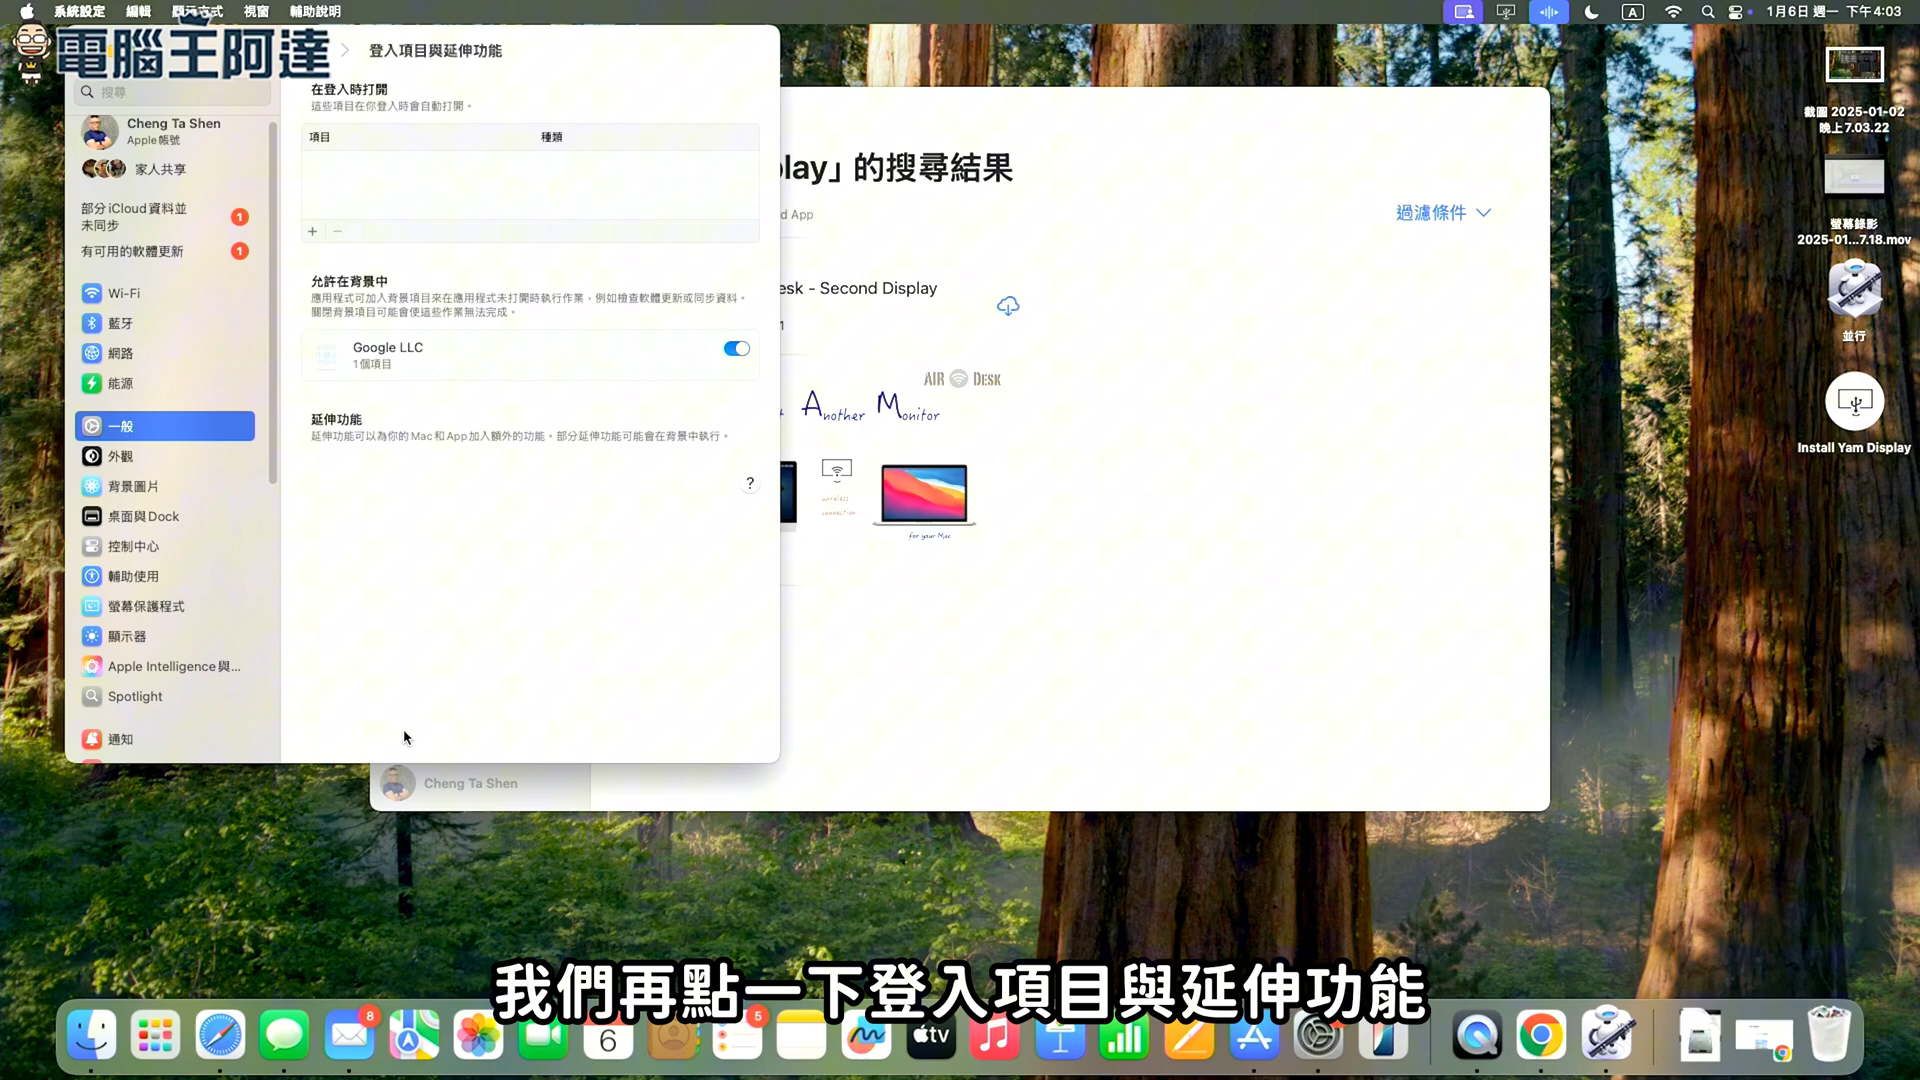 系統設定 編輯 顯示方式 視窗 輔助說明
A
1月6日 週一 下午4:03
電腦王阿達
登入項目與延伸功能
搜尋
Cheng Ta Shen
Apple帳號
家人共享
部分iCloud資料並
未同步
1
有可用的軟體更新
1
Wi-Fi
藍牙
網路
能源
一般
外觀
背景圖片
桌面與Dock
控制中心
輔助使用
螢幕保護程式
顯示器
Apple Intelligence與...
Spotlight
通知
在登入時打開
這些項目在你登入時會自動打開。
項目 種類
+ −
允許在背景中
應用程式可加入背景項目來在應用程式未打開時執行作業，例如檢查軟體更新或同步資料。
關閉背景項目可能會使這些作業無法完成。
Google LLC
1個項目
延伸功能
延伸功能可以為你的Mac和App加入額外的功能。部分延伸功能可能會在背景中執行。
?
lay」的搜尋結果
d App
過濾條件
esk - Second Display
AIR DESK
Another Monitor
wireless
connection
for your Mac
Cheng Ta Shen
截圖 2025-01-02
晚上7.03.22
螢幕錄影
2025-01...7.18.mov
並行
Install Yam Display
我們再點一下登入項目與延伸功能
8
6
5
tv